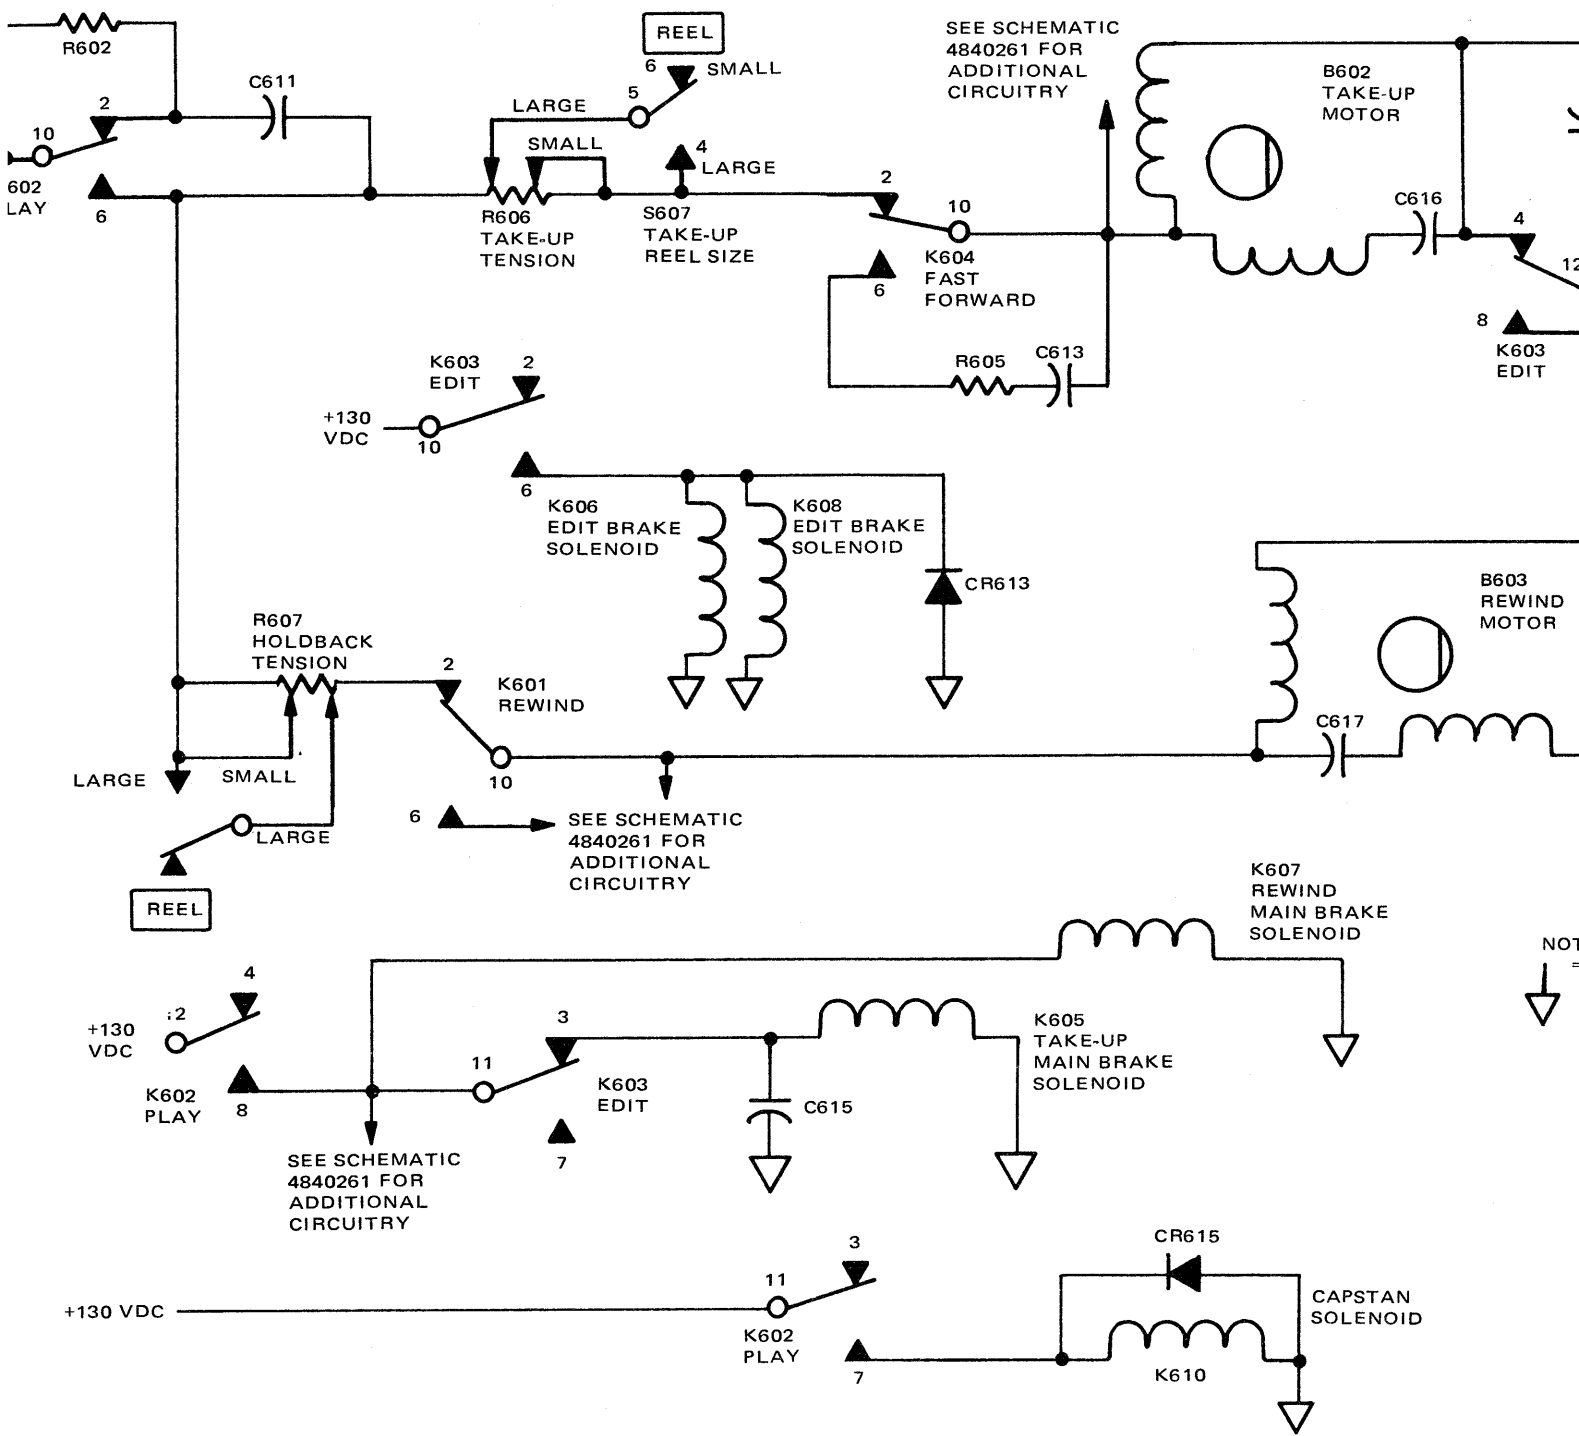 R602
C611
2
10
602
LAY
6
REEL
6
SMALL
5
LARGE
SMALL
4
LARGE
R606
TAKE-UP
TENSION
S607
TAKE-UP
REEL SIZE
SEE SCHEMATIC
4840261 FOR
ADDITIONAL
CIRCUITRY
B602
TAKE-UP
MOTOR
2
10
K604
FAST
FORWARD
6
R605
C613
C616
4
12
8
K603
EDIT
K603
EDIT
2
+130
VDC
10
6
K606
EDIT BRAKE
SOLENOID
K608
EDIT BRAKE
SOLENOID
CR613
B603
REWIND
MOTOR
R607
HOLDBACK
TENSION
2
K601
REWIND
10
C617
LARGE
SMALL
LARGE
REEL
6
SEE SCHEMATIC
4840261 FOR
ADDITIONAL
CIRCUITRY
K607
REWIND
MAIN BRAKE
SOLENOID
NOT
=
4
:2
+130
VDC
K602
PLAY
8
11
3
K603
EDIT
7
K605
TAKE-UP
MAIN BRAKE
SOLENOID
C615
SEE SCHEMATIC
4840261 FOR
ADDITIONAL
CIRCUITRY
+130 VDC
11
3
K602
PLAY
7
CR615
CAPSTAN
SOLENOID
K610